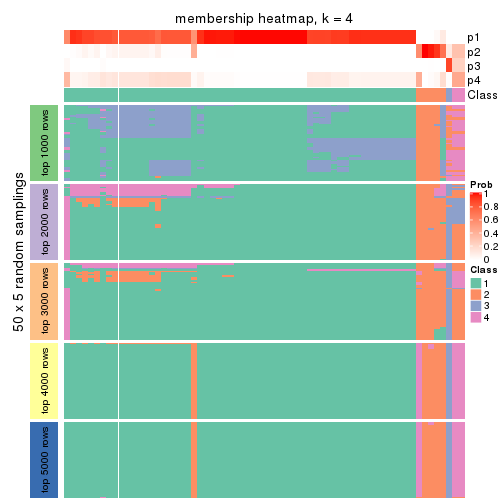 membership heatmap, k = 4
p1
p2
p3
p4
Class
50 x 5 random samplings
top 1000 rows
top 2000 rows
top 3000 rows
top 4000 rows
top 5000 rows
Prob
1
0.8
0.6
0.4
0.2
0
Class
1
2
3
4